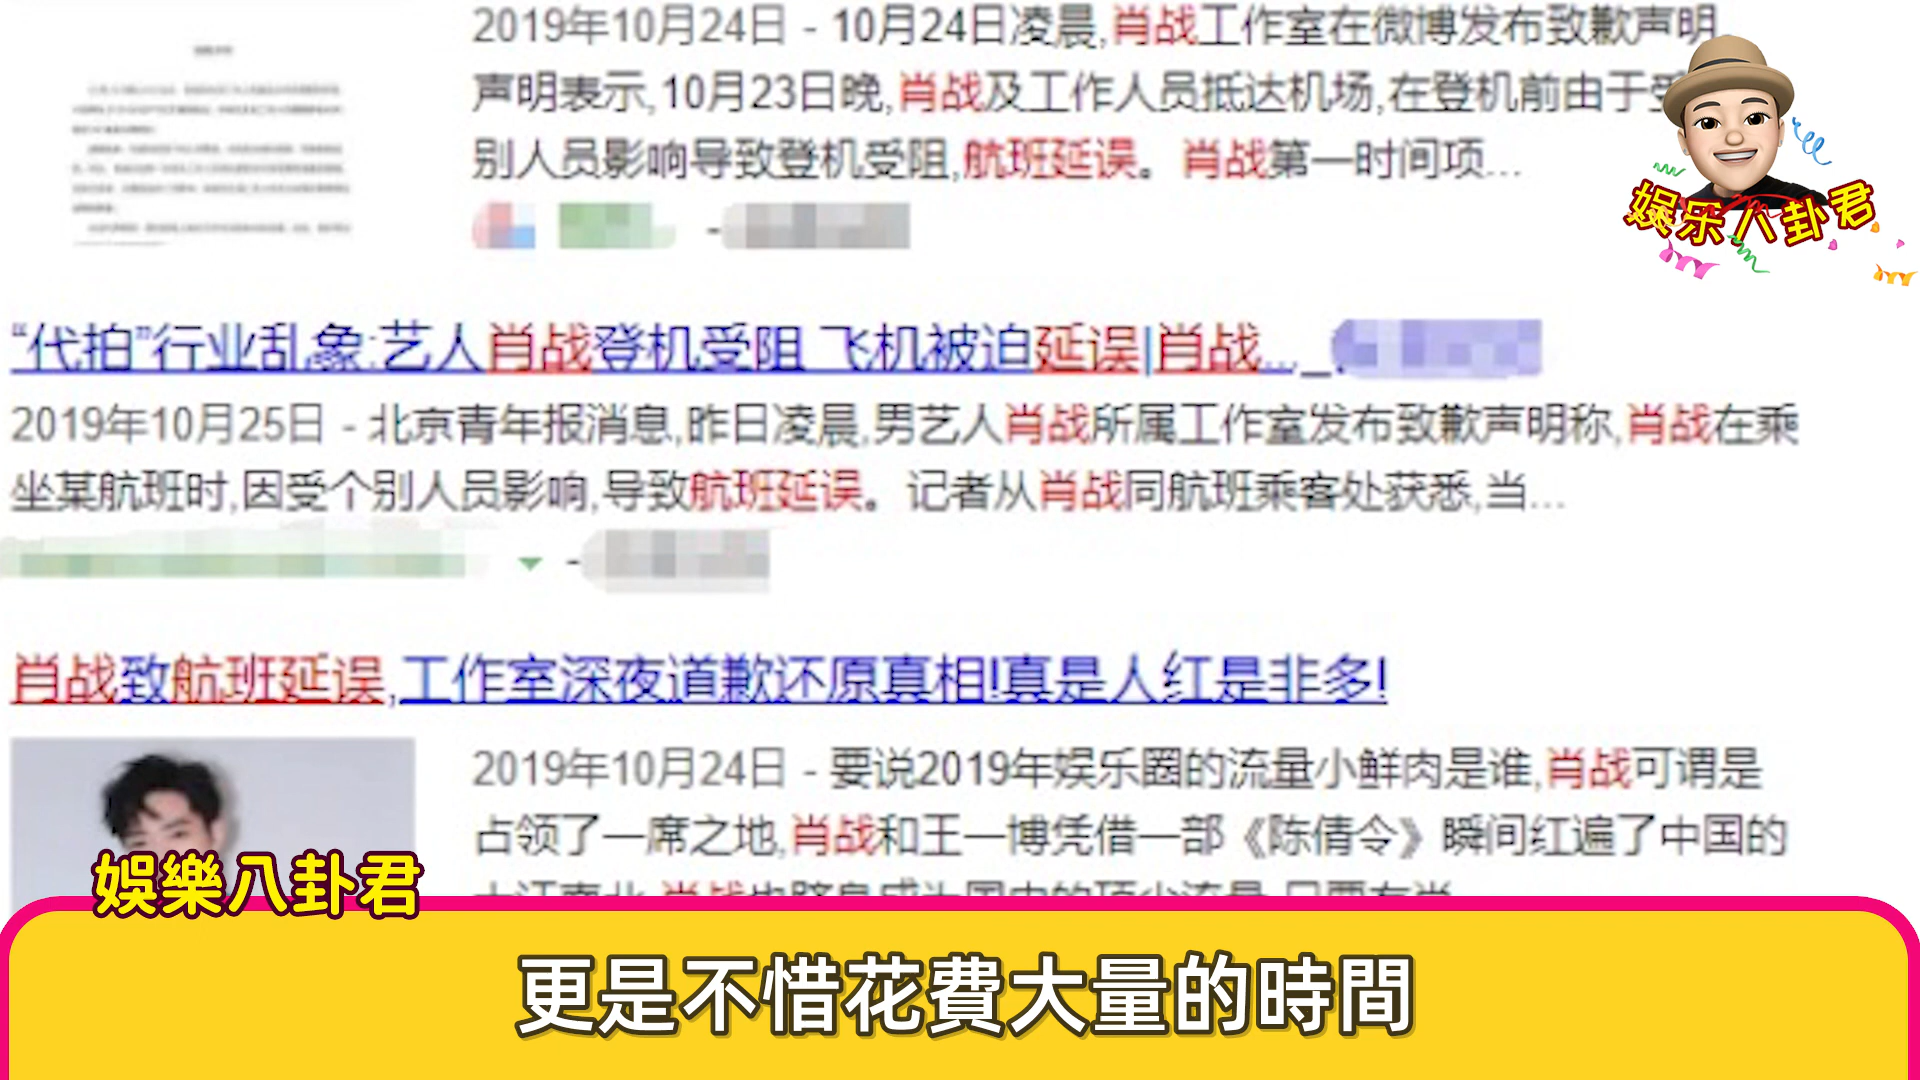 2019年10月24日 - 10月24日凌晨,肖战工作室在微博发布致歉声明,
声明表示,10月23日晚,肖战及工作人员抵达机场,在登机前由于受
别人员影响导致登机受阻,航班延误。肖战第一时间项...
娱乐八卦君
“代拍”行业乱象:艺人肖战登机受阻 飞机被迫延误|肖战..._
2019年10月25日 - 北京青年报消息,昨日凌晨,男艺人肖战所属工作室发布致歉声明称,肖战在乘
坐某航班时,因受个别人员影响,导致航班延误。记者从肖战同航班乘客处获悉,当...
肖战致航班延误,工作室深夜道歉还原真相!真是人红是非多!
2019年10月24日 - 要说2019年娱乐圈的流量小鲜肉是谁,肖战可谓是
占领了一席之地,肖战和王一博凭借一部《陈倩令》瞬间红遍了中国的
娛樂八卦君
更是不惜花費大量的時間